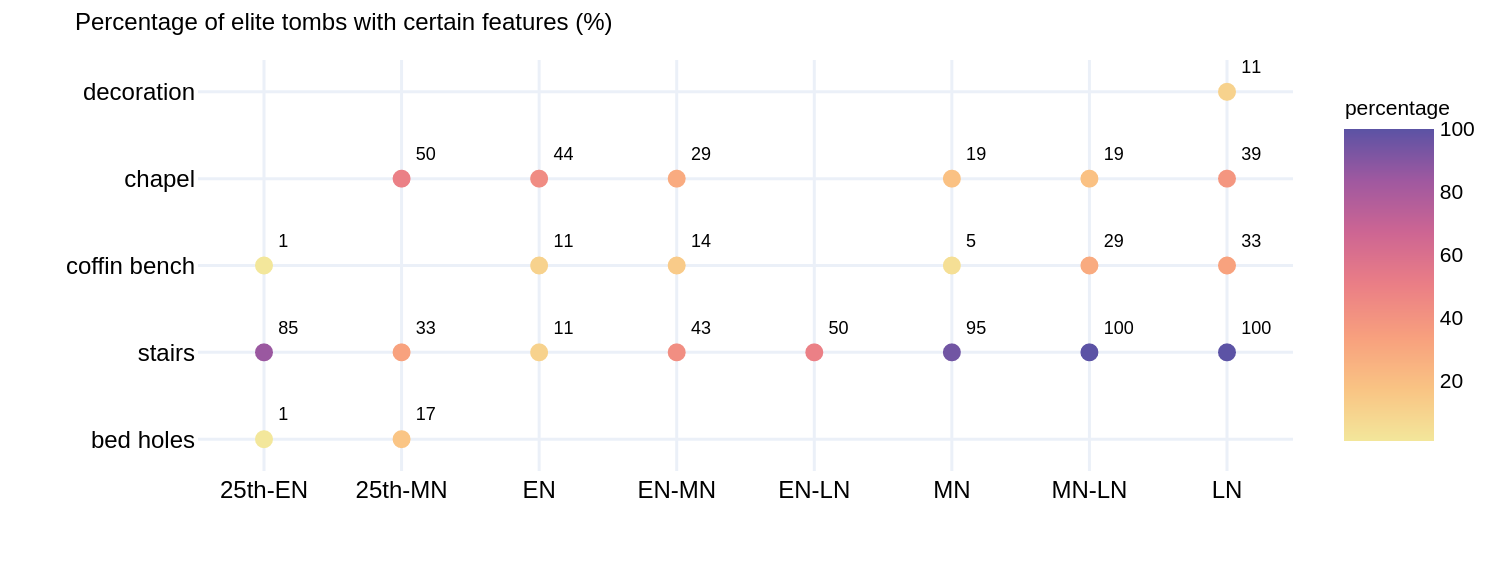 Percentage of elite tombs with certain features (%)
decoration 11
chapel 50 44 29 19 19 39
coffin bench 1 11 14 5 29 33
stairs 85 33 11 43 50 95 100 100
bed holes 1 17
25th-EN 25th-MN EN EN-MN EN-LN MN MN-LN LN
percentage
100
80
60
40
20